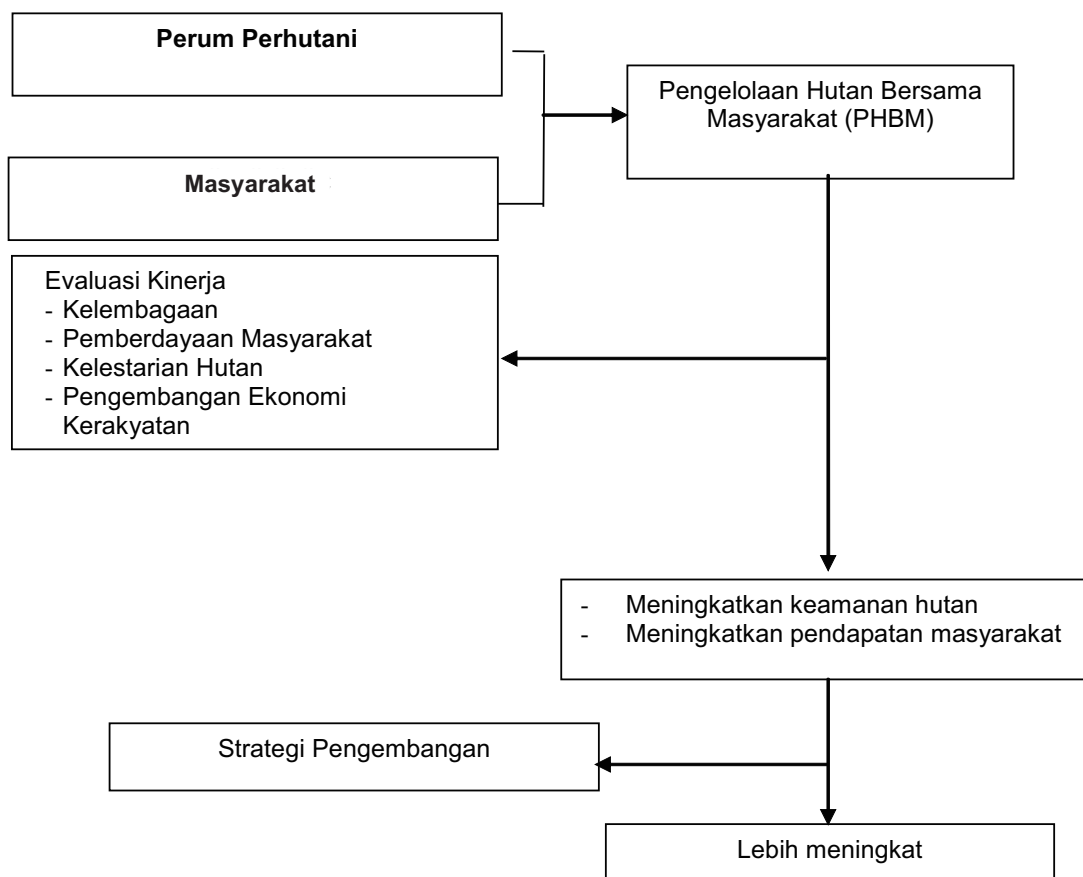 Perum Perhutani
Pengelolaan Hutan Bersama
Masyarakat (PHBM)
Masyarakat
Evaluasi Kinerja
- Kelembagaan
- Pemberdayaan Masyarakat
- Kelestarian Hutan
- Pengembangan Ekonomi
Kerakyatan
- Meningkatkan keamanan hutan
- Meningkatkan pendapatan masyarakat
Strategi Pengembangan
Lebih meningkat